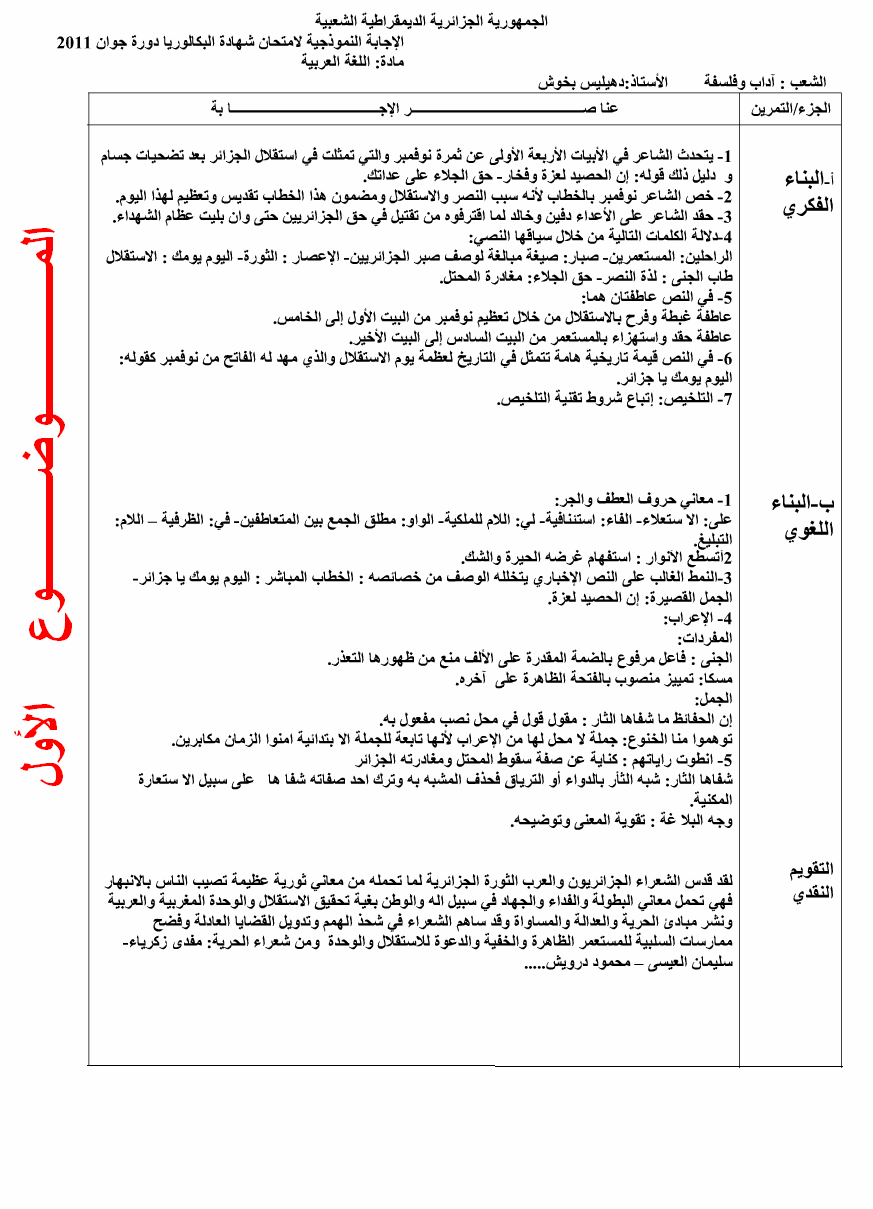 الجمهورية الجزائرية الديمقراطية الشعبية
الإجابة النموذجية لامتحان شهادة البكالوريا دورة جوان 2011
مادة: اللغة العربية
الشعب : آداب وفلسفة الأستاذ:دهيليس بخوش
الجزء/التمرين
عنا صـــــــــــر الإجــــــــــــا بة
أ-البناء
الفكري
1- يتحدث الشاعر في الأبيات الأربعة الأولى عن ثمرة نوفمبر والتي تمثلت في استقلال الجزائر بعد تضحيات جسام
و دليل ذلك قوله: إن الحصيد لعزة وفخار- حق الجلاء على عداتك.
2- خص الشاعر نوفمبر بالخطاب لأنه سبب النصر والاستقلال ومضمون هذا الخطاب تقديس وتعظيم لهذا اليوم.
3- حقد الشاعر على الأعداء دفين وخالد لما اقترفوه من تقتيل في حق الجزائريين حتى وان بليت عظام الشهداء.
4-دلالة الكلمات التالية من خلال سياقها النصي:
الراحلين: المستعمرين- صبار: صيغة مبالغة لوصف صبر الجزائريين- الإعصار : الثورة- اليوم يومك : الاستقلال
طاب الجنى : لذة النصر- حق الجلاء: مغادرة المحتل.
5- في النص عاطفتان هما:
عاطفة غبطة وفرح بالاستقلال من خلال تعظيم نوفمبر من البيت الأول إلى الخامس.
عاطفة حقد واستهزاء بالمستعمر من البيت السادس إلى البيت الأخير.
6- في النص قيمة تاريخية هامة تتمثل في التاريخ لعظمة يوم الاستقلال والذي مهد له الفاتح من نوفمبر كقوله:
اليوم يومك يا جزائر.
7- التلخيص: إتباع شروط تقنية التلخيص.
ب-البناء
اللغوي
1- معاني حروف العطف والجر:
على: الا ستعلاء- الفاء: استئنافية- لي: اللام للملكية- الواو: مطلق الجمع بين المتعاطفين- في: الظرفية – اللام:
التبليغ.
2أتسطع الأنوار : استفهام غرضه الحيرة والشك.
3-النمط الغالب على النص الإخباري يتخلله الوصف من خصائصه : الخطاب المباشر : اليوم يومك يا جزائر-
الجمل القصيرة: إن الحصيد لعزة.
4- الإعراب:
المفردات:
الجنى : فاعل مرفوع بالضمة المقدرة على الألف منع من ظهورها التعذر.
مسكا: تمييز منصوب بالفتحة الظاهرة على آخره.
الجمل:
إن الحفائظ ما شفاها الثار : مقول قول في محل نصب مفعول به.
توهموا منا الخنوع: جملة لا محل لها من الإعراب لأنها تابعة للجملة الا بتدائية امنوا الزمان مكابرين.
5- انطوت راياتهم : كناية عن صفة سقوط المحتل ومغادرته الجزائر
شفاها الثار: شبه الثأر بالدواء أو الترياق فحذف المشبه به وترك احد صفاته شفا ها على سبيل الا ستعارة
المكنية.
وجه البلا غة : تقوية المعنى وتوضيحه.
التقويم
النقدي
لقد قدس الشعراء الجزائريون والعرب الثورة الجزائرية لما تحمله من معاني ثورية عظيمة تصيب الناس بالانبهار
فهي تحمل معاني البطولة والفداء والجهاد في سبيل اله والوطن بغية تحقيق الاستقلال والوحدة المغربية والعربية
ونشر مبادئ الحرية والعدالة والمساواة وقد ساهم الشعراء في شحذ الهمم وتدويل القضايا العادلة وفضح
ممارسات السلبية للمستعمر الظاهرة والخفية والدعوة للاستقلال والوحدة ومن شعراء الحرية: مفدى زكرياء-
سليمان العيسى – محمود درويش.....
المـــــــوضـــــــوع الأول